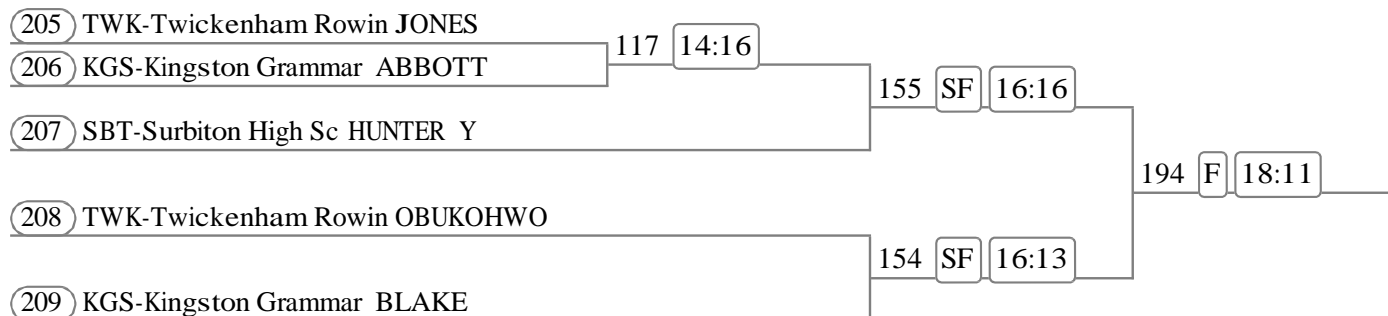 205 TWK-Twickenham Rowin JONES
117 14:16
206 KGS-Kingston Grammar ABBOTT
155 SF 16:16
207 SBT-Surbiton High Sc HUNTER Y
194 F 18:11
208 TWK-Twickenham Rowin OBUKOHWO
154 SF 16:13
209 KGS-Kingston Grammar BLAKE